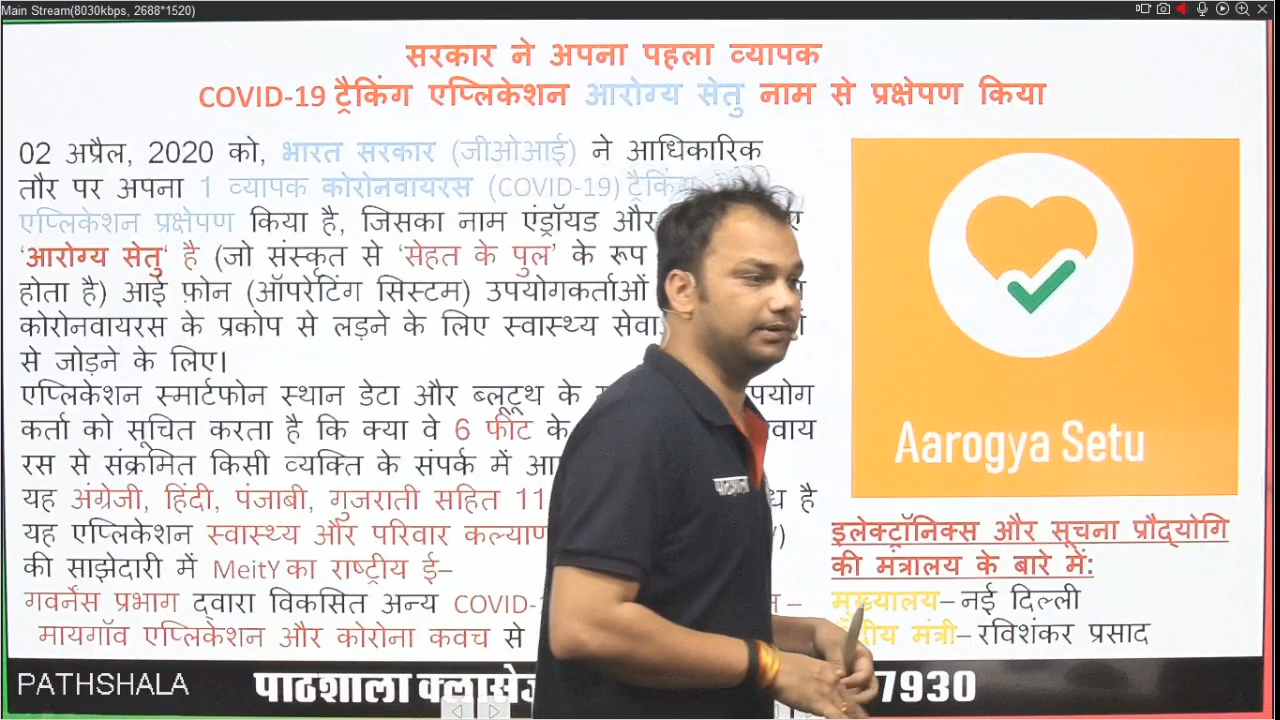 Main Stream(8030kbps, 2688*1520)
सरकार ने अपना पहला व्यापक
COVID-19 ट्रैकिंग एप्लिकेशन आरोग्य सेतु नाम से प्रक्षेपण किया
02 अप्रैल, 2020 को, भारत सरकार (जीओआई) ने आधिकारिक
तौर पर अपना 1 व्यापक कोरोनवायरस (COVID-19) ट्रैकिंग
एप्लिकेशन प्रक्षेपण किया है, जिसका नाम एंड्रॉयड और
'आरोग्य सेतु' है (जो संस्कृत से 'सेहत के पुल' के रूप
होता है) आई फ़ोन (ऑपरेटिंग सिस्टम) उपयोगकर्ताओं
कोरोनवायरस के प्रकोप से लड़ने के लिए स्वास्थ्य
से जोड़ने के लिए।
एप्लिकेशन स्मार्टफोन स्थान डेटा और ब्लूटूथ के
कर्ता को सूचित करता है कि क्या वे 6 फीट के
रस से संक्रमित किसी व्यक्ति के संपर्क में
यह अंग्रेजी, हिंदी, पंजाबी, गुजराती सहित 11 है
यह एप्लिकेशन स्वास्थ्य और परिवार कल्याण
की साझेदारी में MeitY का राष्ट्रीय ई–
गवर्नेंस प्रभाग द्वारा विकसित अन्य COVID-
मायगॉव एप्लिकेशन और कोरोना कवच से
Aarogya Setu
इलेक्ट्रॉनिक्स और सूचना प्रौद्योगि
की मंत्रालय के बारे में:
मुख्यालय–नई दिल्ली
मंत्री–रविशंकर प्रसाद
PATHSHALA
पाठशाला क्लासेज
7930
पाठशाला